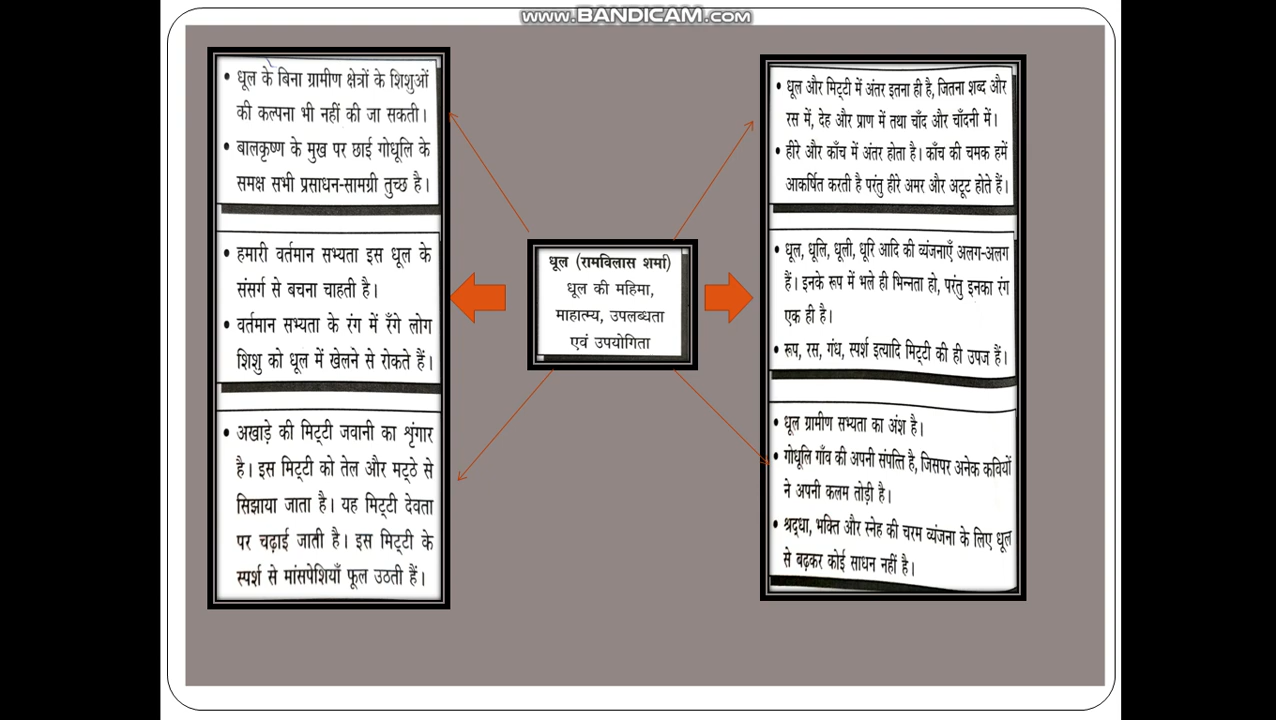 www.BANDICAM.com
• धूल के बिना ग्रामीण क्षेत्रों के शिशुओं
की कल्पना भी नहीं की जा सकती।
• बालकृष्ण के मुख पर छाई गोधूलि के
समक्ष सभी प्रसाधन-सामग्री तुच्छ है।
• हमारी वर्तमान सभ्यता इस धूल के
संसर्ग से बचना चाहती है।
• वर्तमान सभ्यता के रंग में रँगे लोग
शिशु को धूल में खेलने से रोकते हैं।
• अखाड़े की मिट्टी जवानी का शृंगार
है। इस मिट्टी को तेल और मट्ठे से
सिझाया जाता है। यह मिट्टी देवता
पर चढ़ाई जाती है। इस मिट्टी के
स्पर्श से मांसपेशियाँ फूल उठती हैं।
धूल (रामविलास शर्मा)
धूल की महिमा,
माहात्म्य, उपलब्धता
एवं उपयोगिता
• धूल और मिट्टी में अंतर इतना ही है, जितना शब्द और
रस में, देह और प्राण में तथा चाँद और चाँदनी में।
• हीरे और काँच में अंतर होता है। काँच की चमक हमें
आकर्षित करती है परंतु हीरे अमर और अटूट होते हैं।
• धूल, धूलि, धूली, धूरि आदि की व्यंजनाएँ अलग-अलग
हैं। इनके रूप में भले ही भिन्नता हो, परंतु इनका रंग
एक ही है।
• रूप, रस, गंध, स्पर्श इत्यादि मिट्टी की ही उपज हैं।
• धूल ग्रामीण सभ्यता का अंश है।
• गोधूलि गाँव की अपनी संपत्ति है, जिसपर अनेक कवियों
ने अपनी कलम तोड़ी है।
• श्रद्धा, भक्ति और स्नेह की चरम व्यंजना के लिए धूल
से बढ़कर कोई साधन नहीं है।